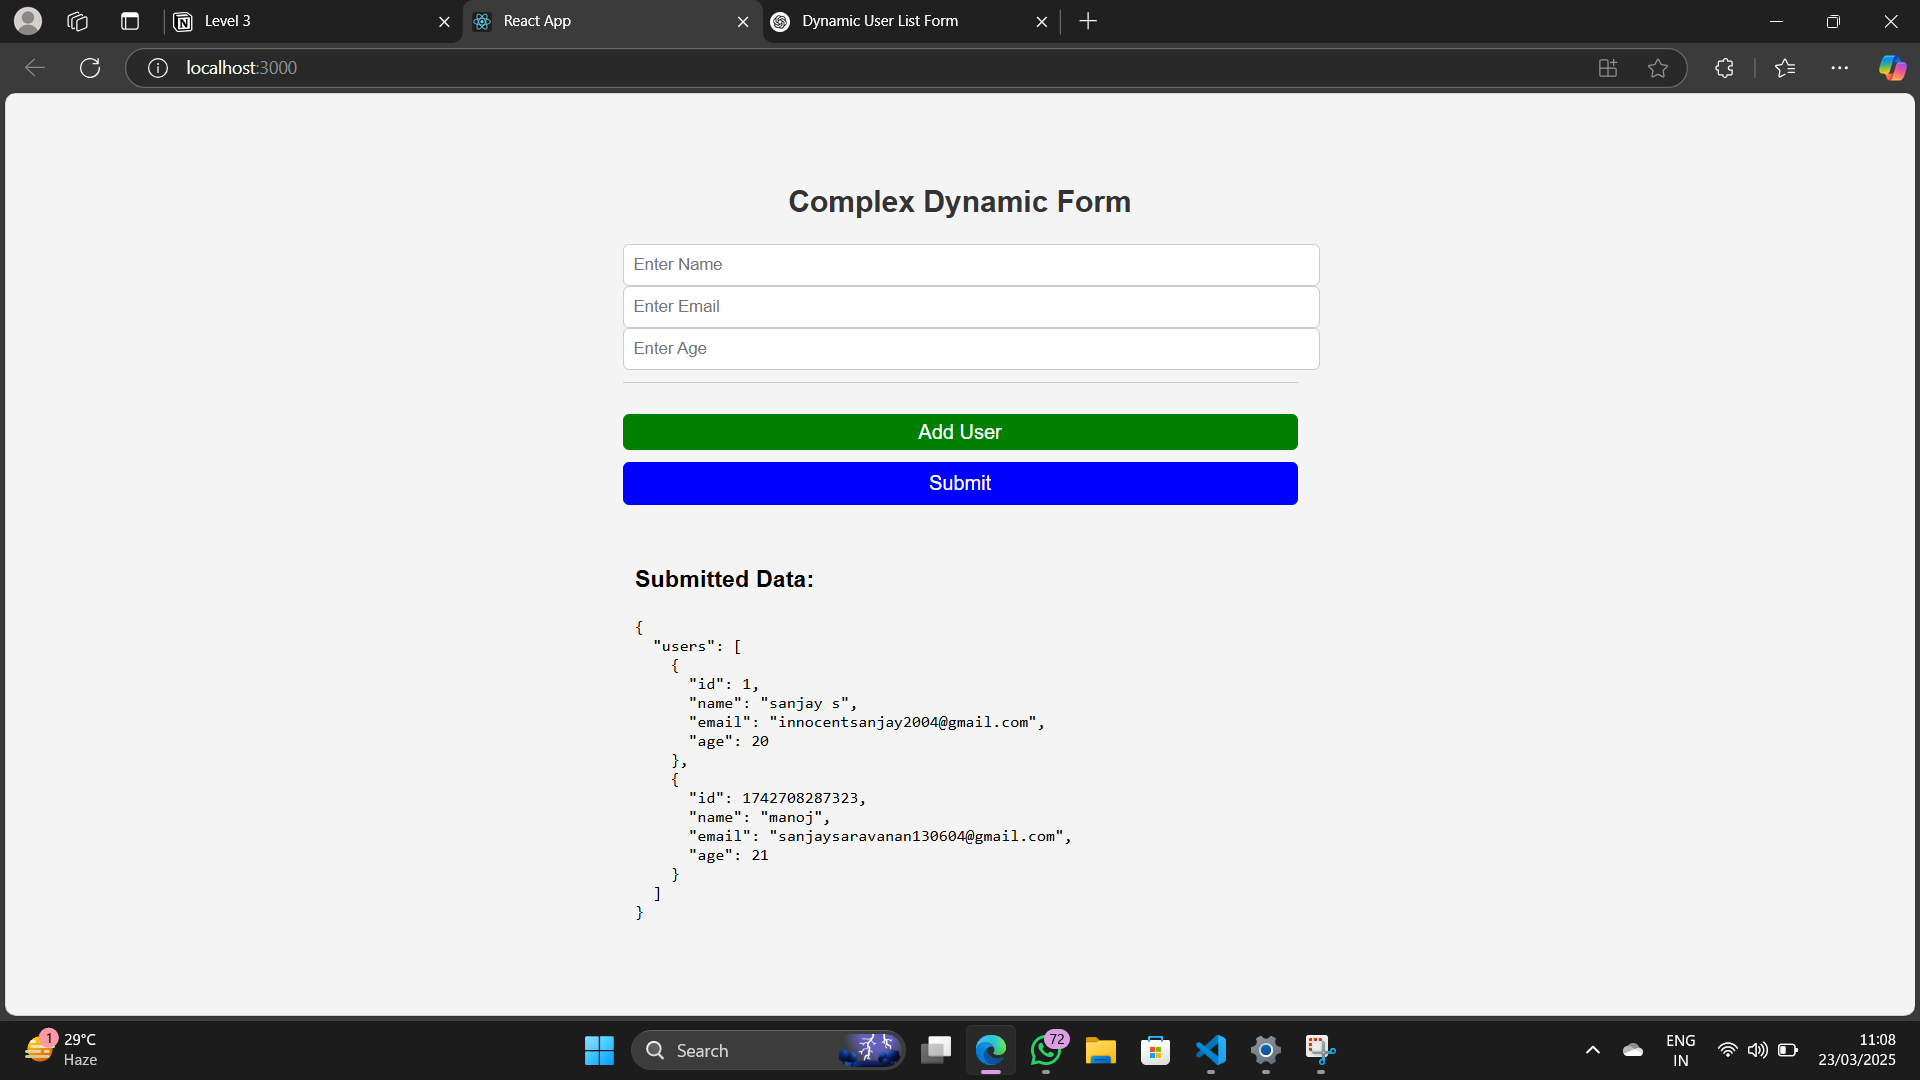 Level 3
React App
Dynamic User List Form
localhost:3000
Complex Dynamic Form
Enter Name
Enter Email
Enter Age
Add User
Submit
Submitted Data:
{
  "users": [
    {
      "id": 1,
      "name": "sanjay s",
      "email": "innocentsanjay2004@gmail.com",
      "age": 20
    },
    {
      "id": 1742708287323,
      "name": "manoj",
      "email": "sanjaysaravanan130604@gmail.com",
      "age": 21
    }
  ]
}
1
29°C
Haze
Search
72
ENG
IN
11:08
23/03/2025